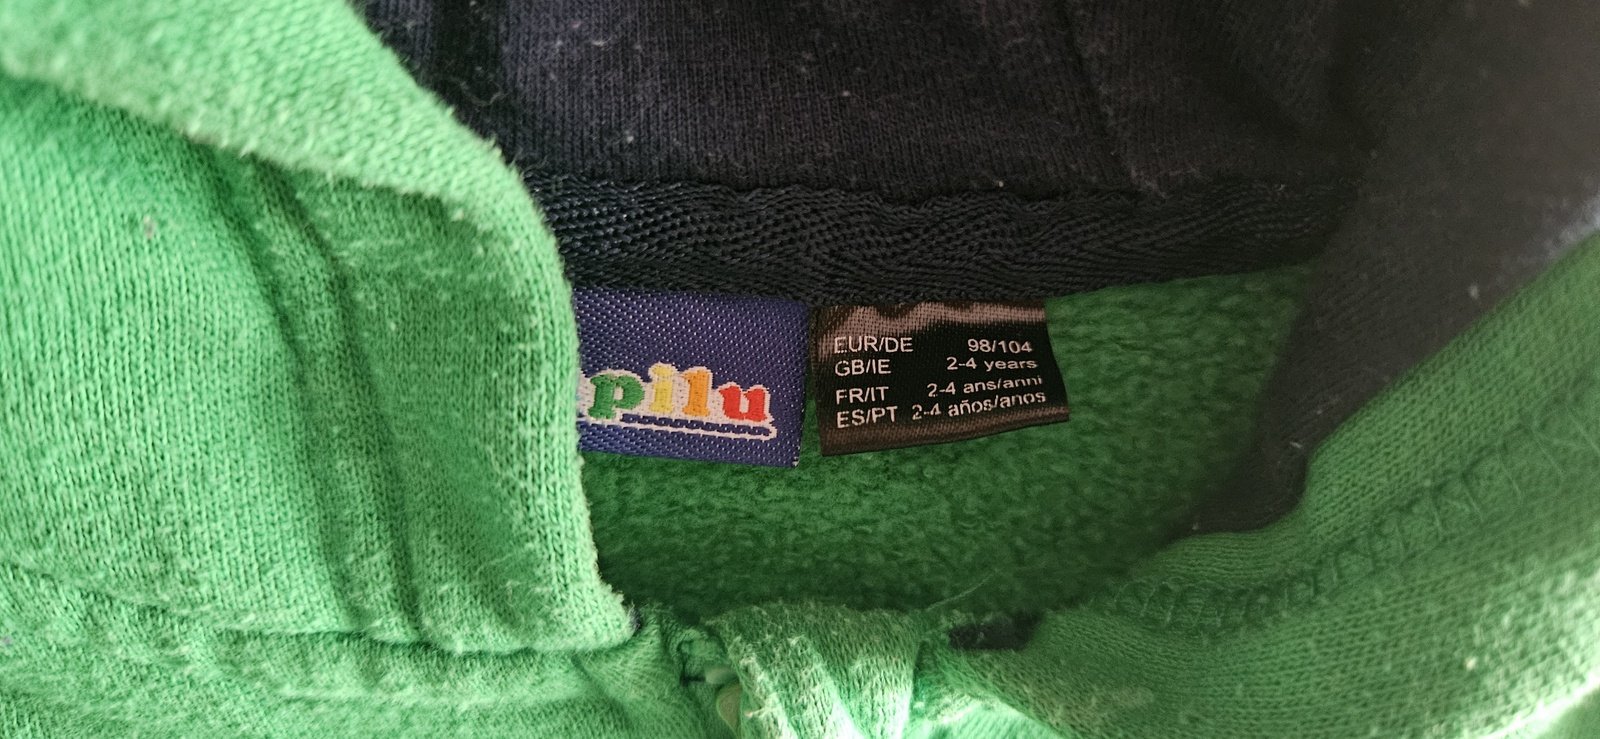 pilu
EUR/DE 98/104
GB/IE 2-4 years
FR/IT 2-4 ans/anni
ES/PT 2-4 años/anos